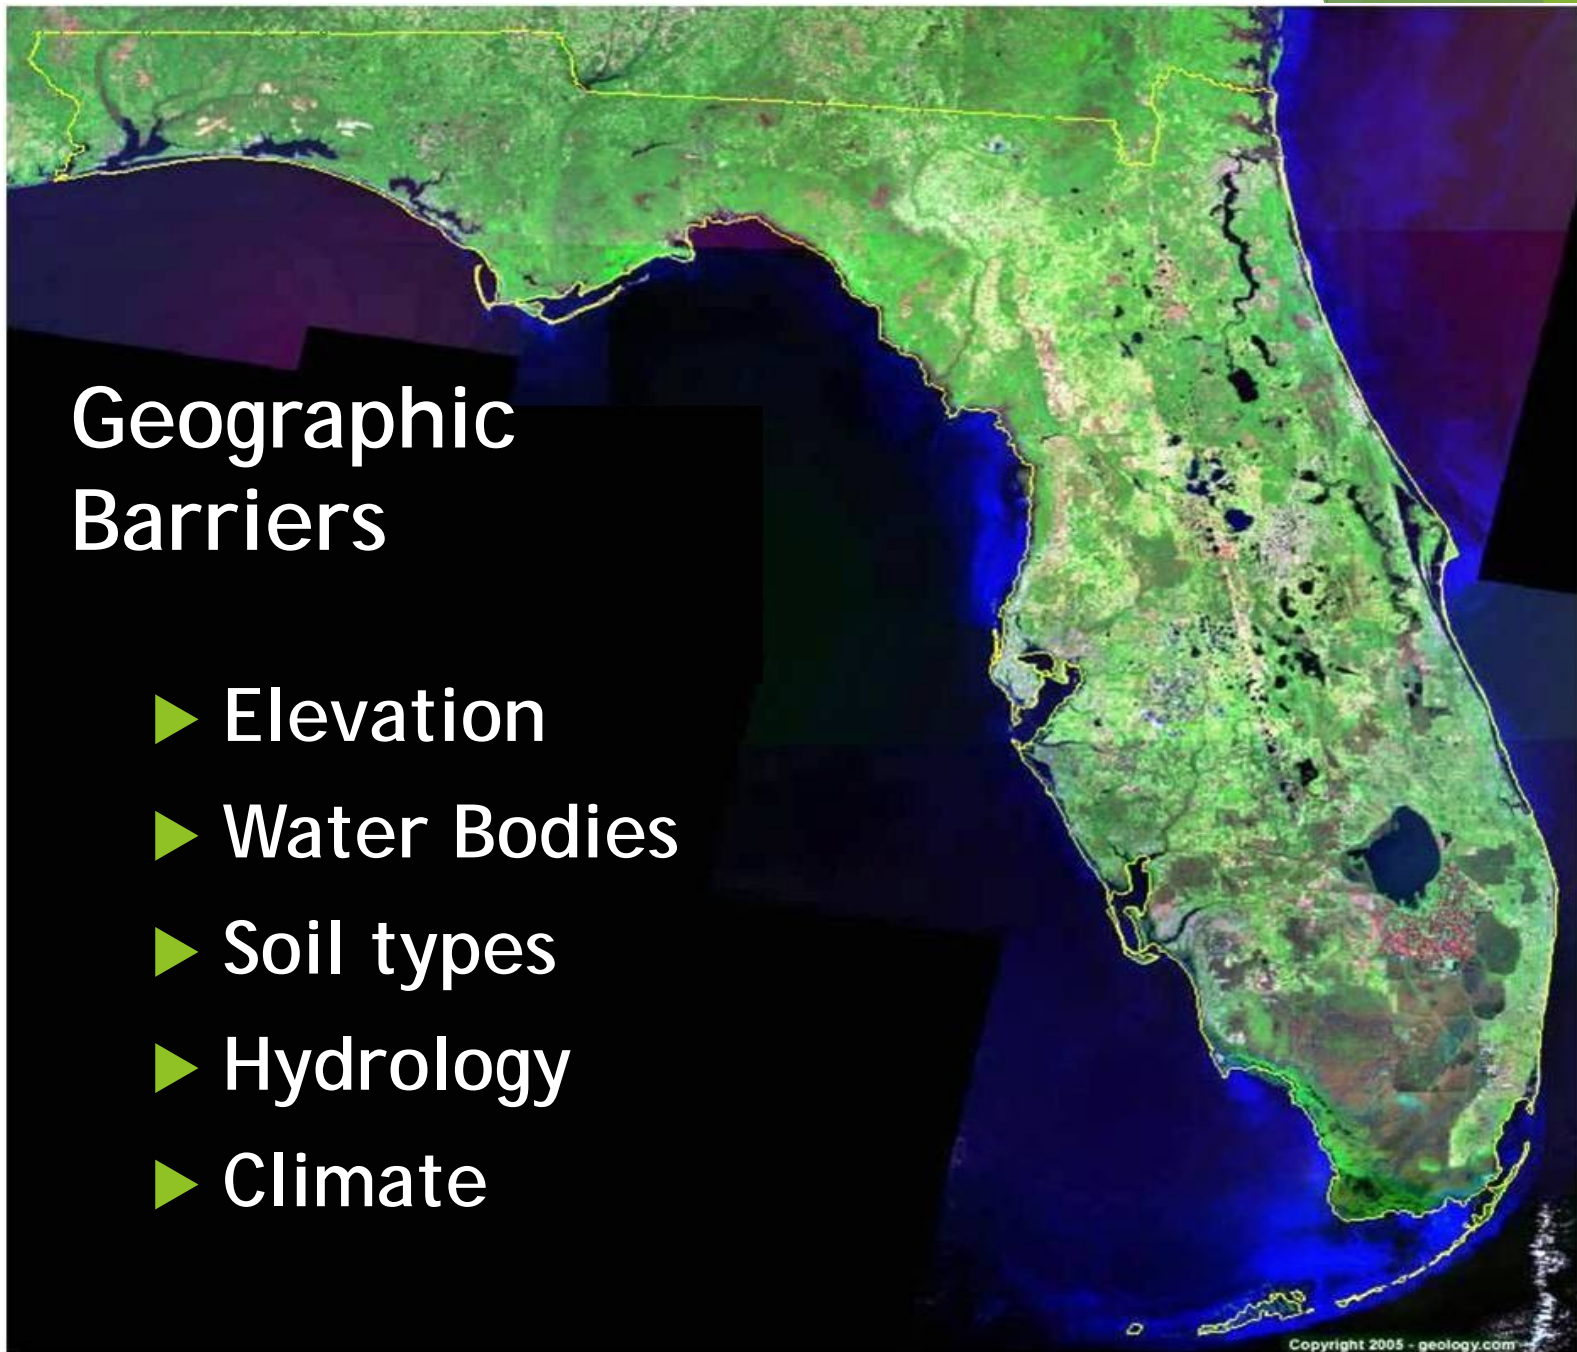 Geographic
Barriers
▶ Elevation
▶ Water Bodies
▶ Soil types
▶ Hydrology
▶ Climate
Copyright 2005 - geology.com